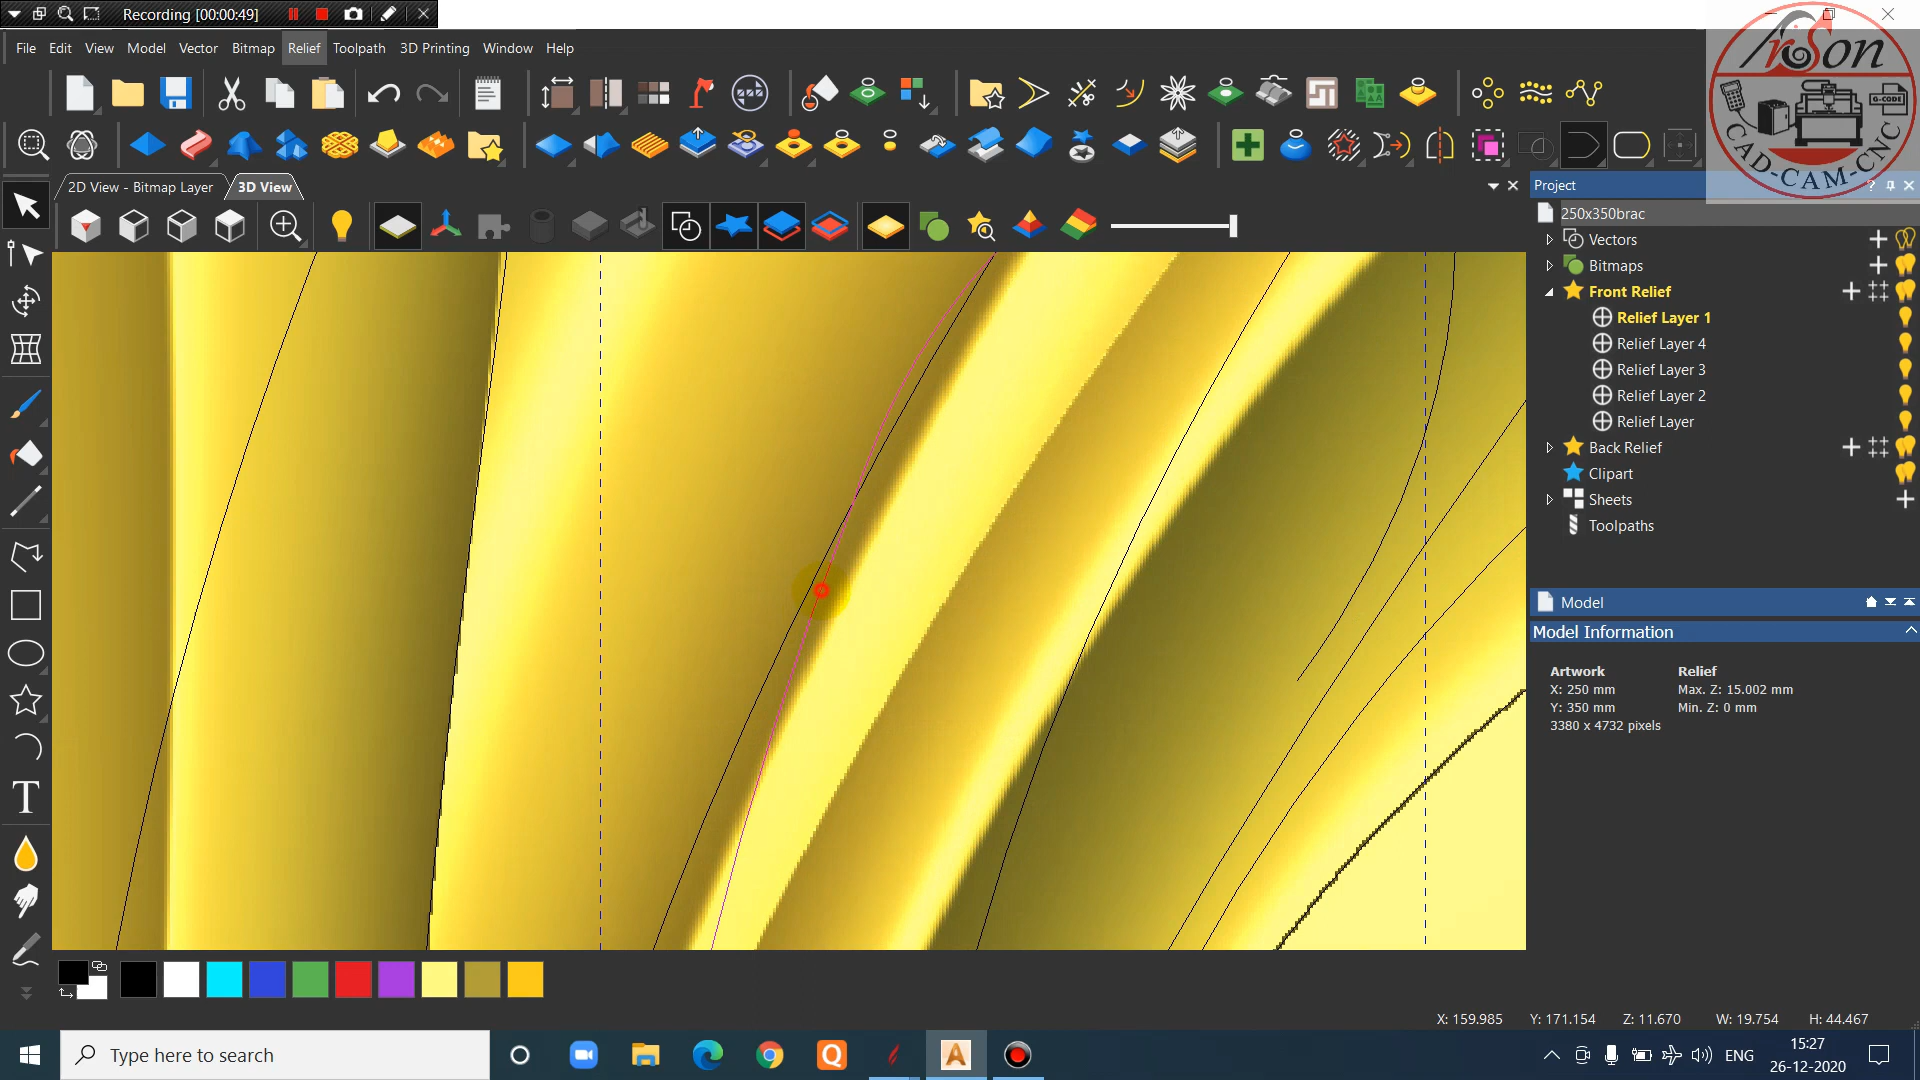 Recording [00:00:49]
File Edit View Model Vector Bitmap Relief Toolpath 3D Printing Window Help
ArSon
G-CODE
CAD-CAM-CNC
2D View - Bitmap Layer
3D View
Project
250x350brac
Vectors
Bitmaps
Front Relief
Relief Layer 1
Relief Layer 4
Relief Layer 3
Relief Layer 2
Relief Layer
Back Relief
Clipart
Sheets
Toolpaths
Model
Model Information
Artwork Relief
X: 250 mm Max. Z: 15.002 mm
Y: 350 mm Min. Z: 0 mm
3380 x 4732 pixels
X: 159.985 Y: 171.154 Z: 11.670 W: 19.754 H: 44.467
Type here to search
ENG
15:27
26-12-2020